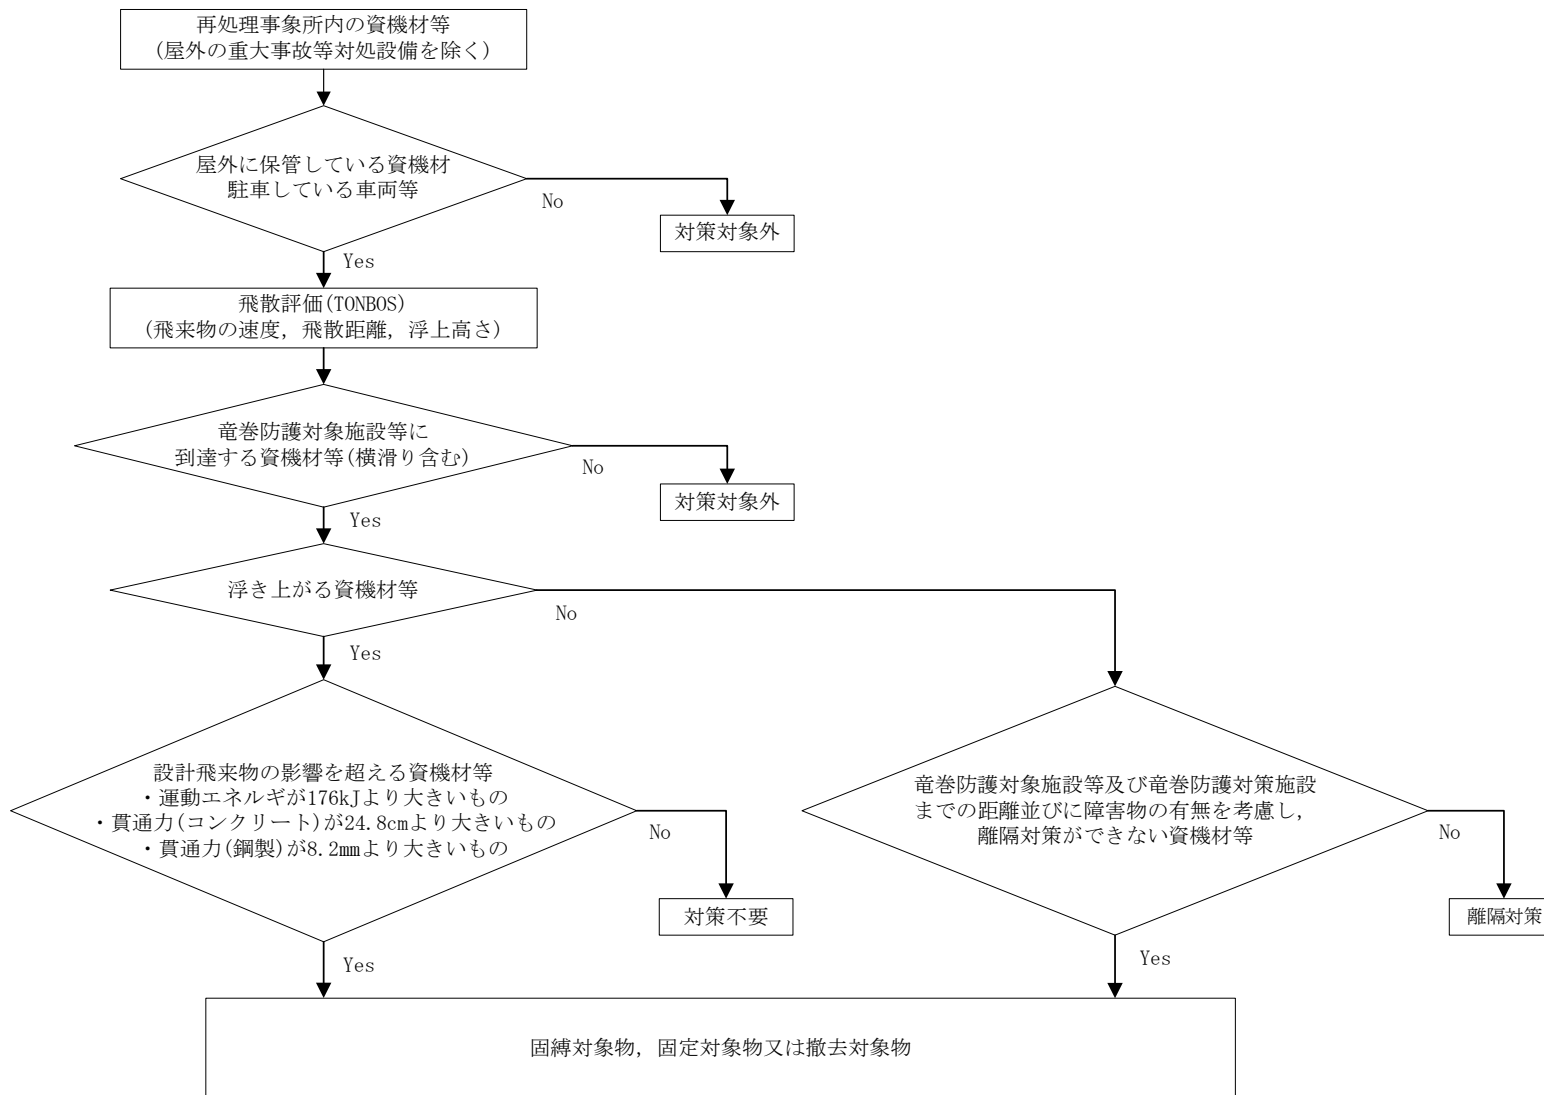 再処理事象所内の資機材等
(屋外の重大事故等対処設備を除く)
屋外に保管している資機材
駐車している車両等
No
対策対象外
Yes
飛散評価(TONBOS)
(飛来物の速度, 飛散距離, 浮上高さ)
竜巻防護対象施設等に
到達する資機材等(横滑り含む)
No
対策対象外
Yes
浮き上がる資機材等
No
Yes
設計飛来物の影響を超える資機材等
・運動エネルギが176kJより大きいもの
・貫通力(コンクリート)が24.8cmより大きいもの
・貫通力(鋼製)が8.2㎜より大きいもの
No
対策不要
Yes
竜巻防護対象施設等及び竜巻防護対策施設
までの距離並びに障害物の有無を考慮し,
離隔対策ができない資機材等
No
離隔対策
Yes
固縛対象物, 固定対象物又は撤去対象物